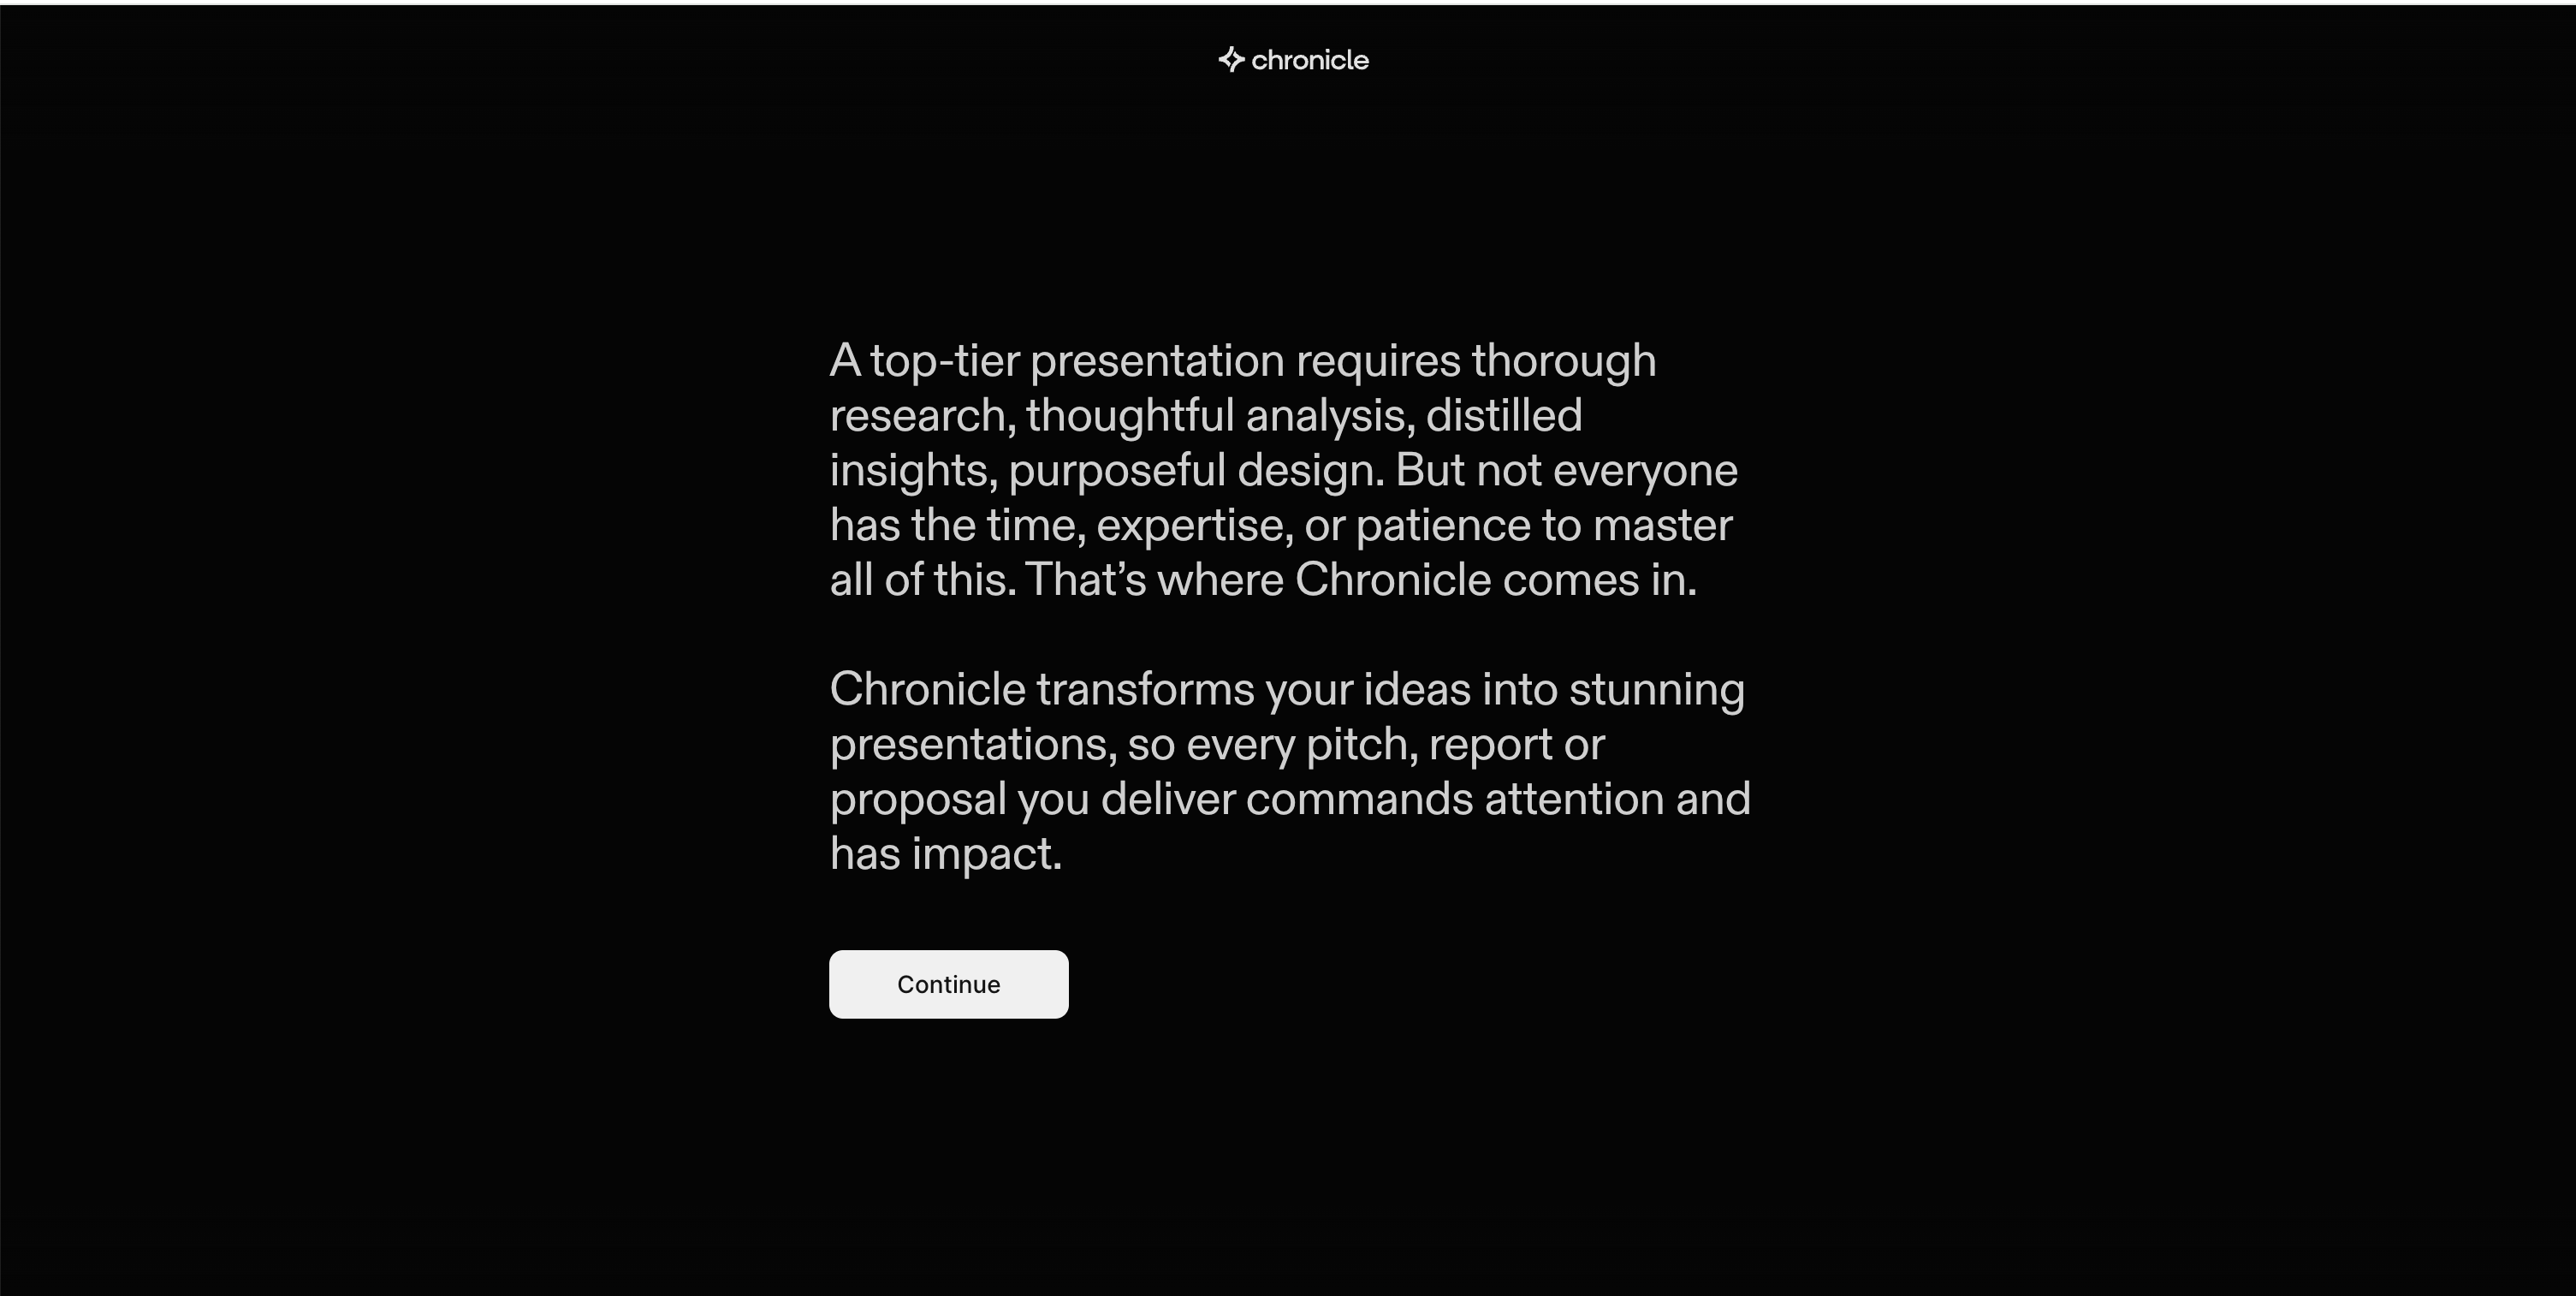 chronicle
A top-tier presentation requires thorough
research, thoughtful analysis, distilled
insights, purposeful design. But not everyone
has the time, expertise, or patience to master
all of this. That’s where Chronicle comes in.
Chronicle transforms your ideas into stunning
presentations, so every pitch, report or
proposal you deliver commands attention and
has impact.
Continue